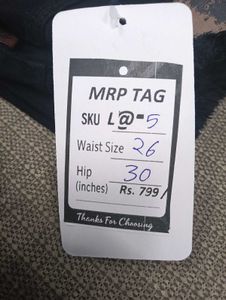 MRP TAG
SKU L@-5
Waist Size 26
Hip 30
(inches) Rs. 799/
Thanks For Choosing